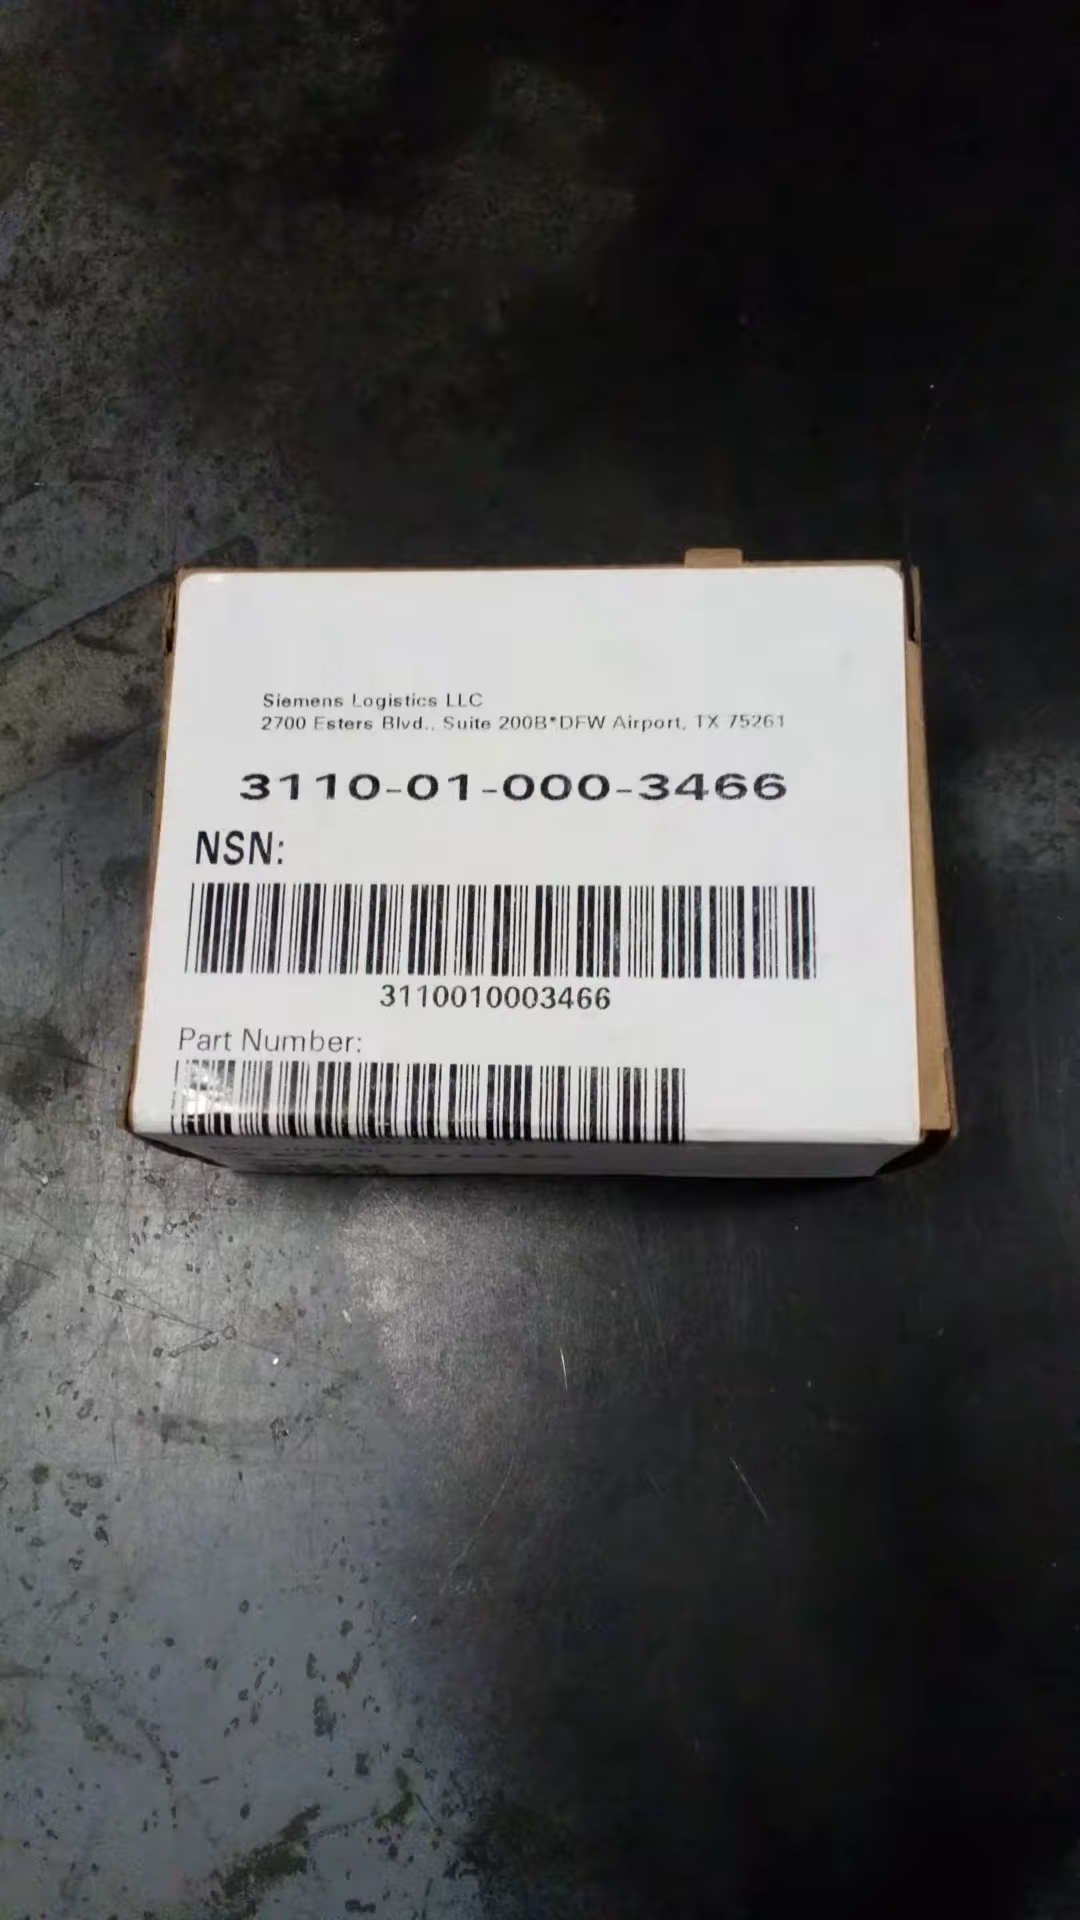 Siemens Logistics LLC
2700 Esters Blvd., Suite 200B*DFW Airport, TX 75261
3110-01-000-3466
NSN:
3110010003466
Part Number: